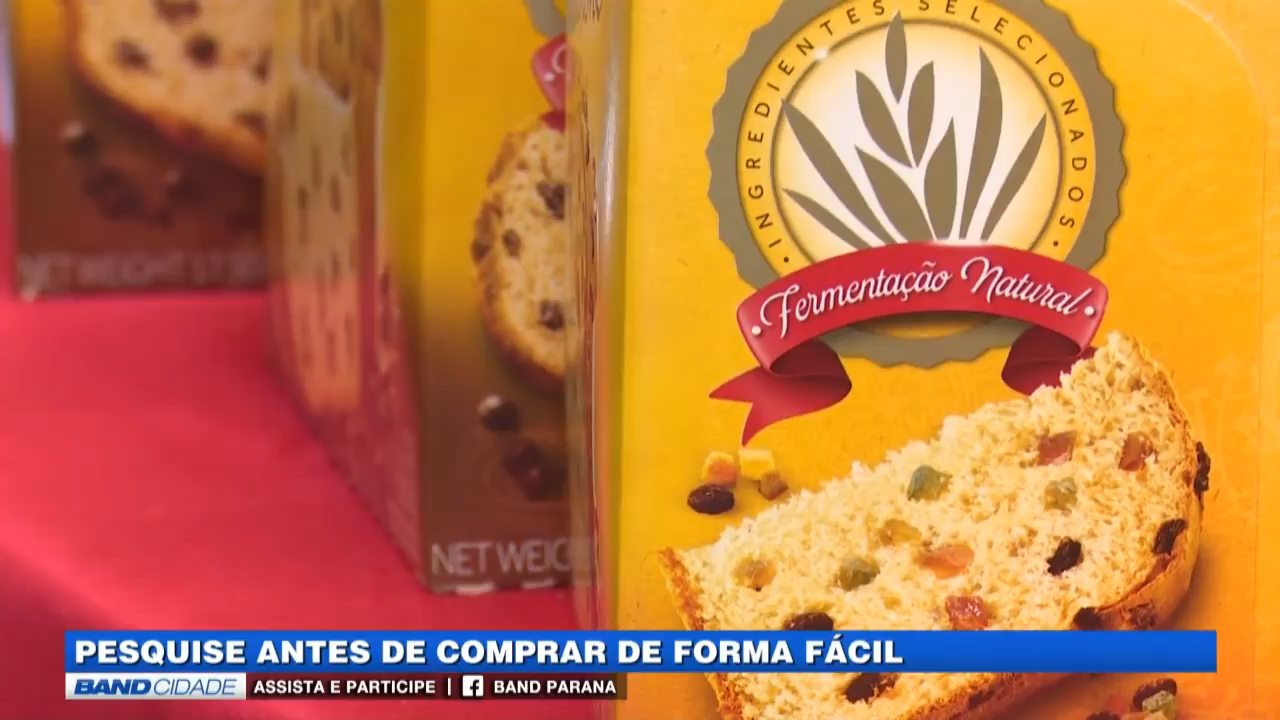 INGREDIENTES SELECIONADOS
Fermentação Natural
NET WEIGHT
NET WEIG
PESQUISE ANTES DE COMPRAR DE FORMA FÁCIL
BAND CIDADE ASSISTA E PARTICIPE | f BAND PARANA